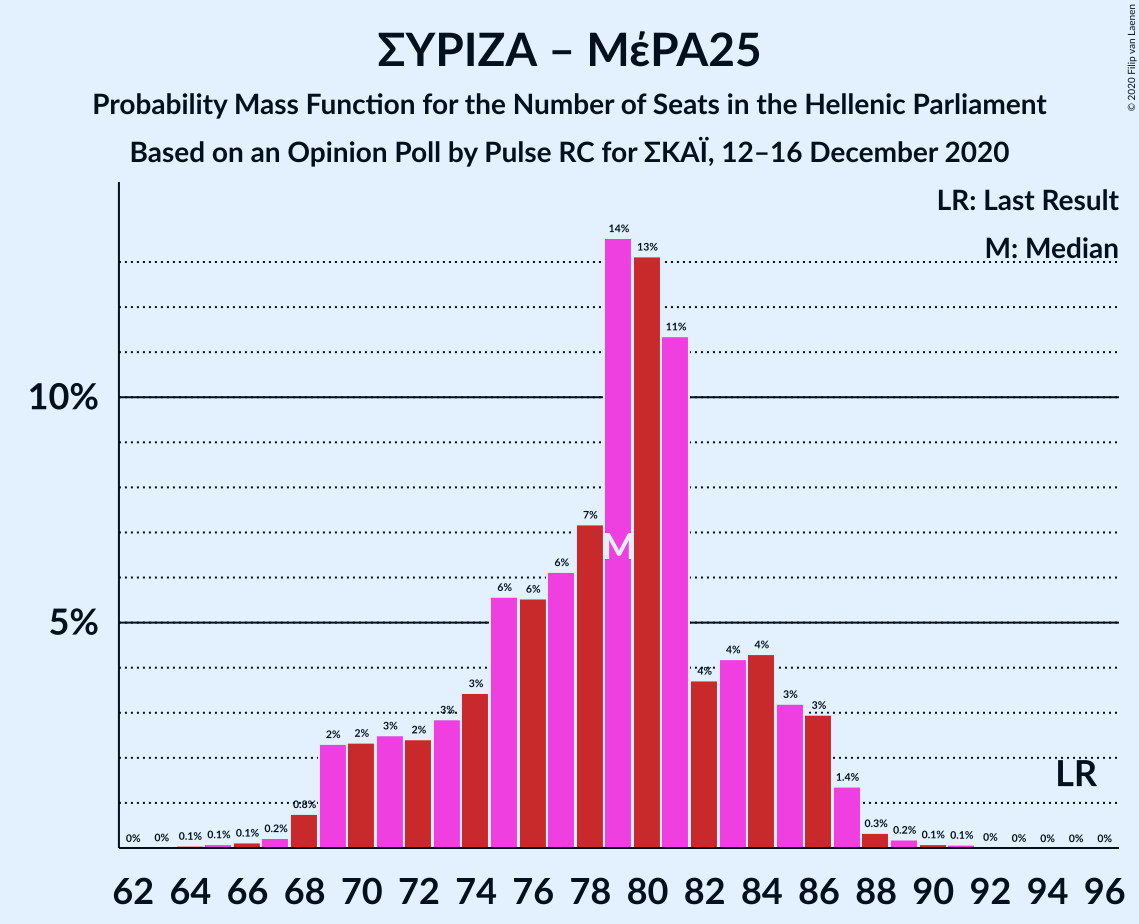 ΣΥΡΙΖΑ – ΜέΡΑ25
Probability Mass Function for the Number of Seats in the Hellenic Parliament
Based on an Opinion Poll by Pulse RC for ΣΚΑΪ, 12–16 December 2020
© 2020 Filip van Laenen
LR: Last Result
M: Median
10%
5%
0% 0% 0.1% 0.1% 0.1% 0.2% 0.8% 2% 2% 3% 2% 3% 3% 6% 6% 6% 7% 14% 13% 11% 4% 4% 4% 3% 3% 1.4% 0.3% 0.2% 0.1% 0.1% 0% 0% 0% 0% 0%
M
LR
62 64 66 68 70 72 74 76 78 80 82 84 86 88 90 92 94 96